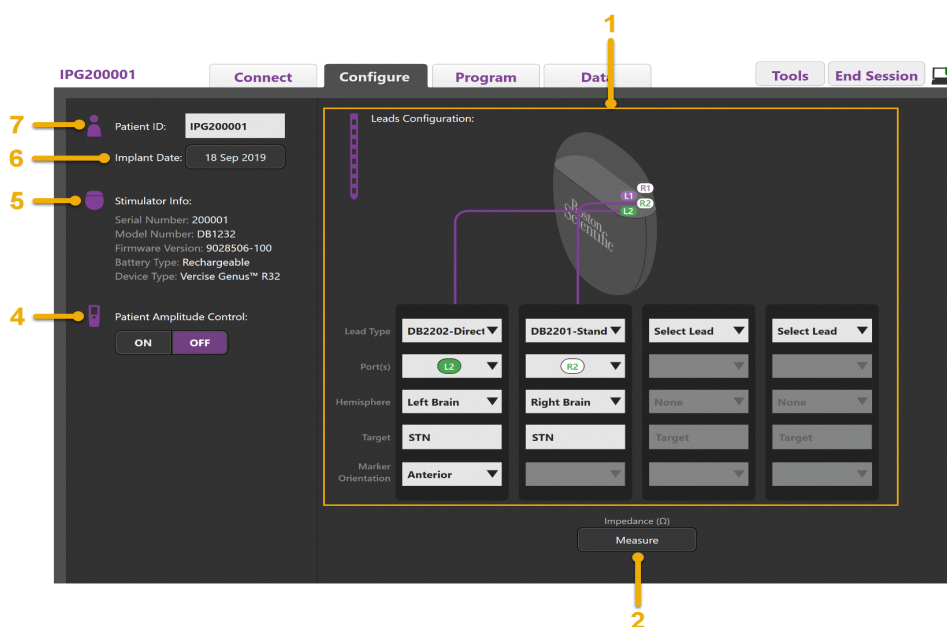 1
IPG200001 Connect Configure Program Data Tools End Session
7 Patient ID: IPG200001
6 Implant Date: 18 Sep 2019
5 Stimulator Info:
Serial Number: 200001
Model Number: DB1232
Firmware Version: 9028506-100
Battery Type: Rechargeable
Device Type: Vercise Genus™ R32
4 Patient Amplitude Control:
ON OFF
Leads Configuration:
R1
L1
R2
L2
Boston
Scientific
Lead Type DB2202-Direct DB2201-Stand Select Lead Select Lead
Port(s) L2 R2
Hemisphere Left Brain Right Brain None None
Target STN STN Target Target
Marker
Orientation Anterior
Impedance (Ω)
Measure
2